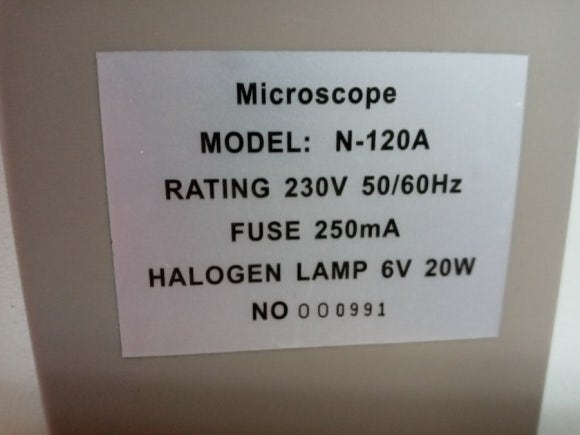 Microscope
MODEL: N-120A
RATING 230V 50/60Hz
FUSE 250mA
HALOGEN LAMP 6V 20W
NO 000991